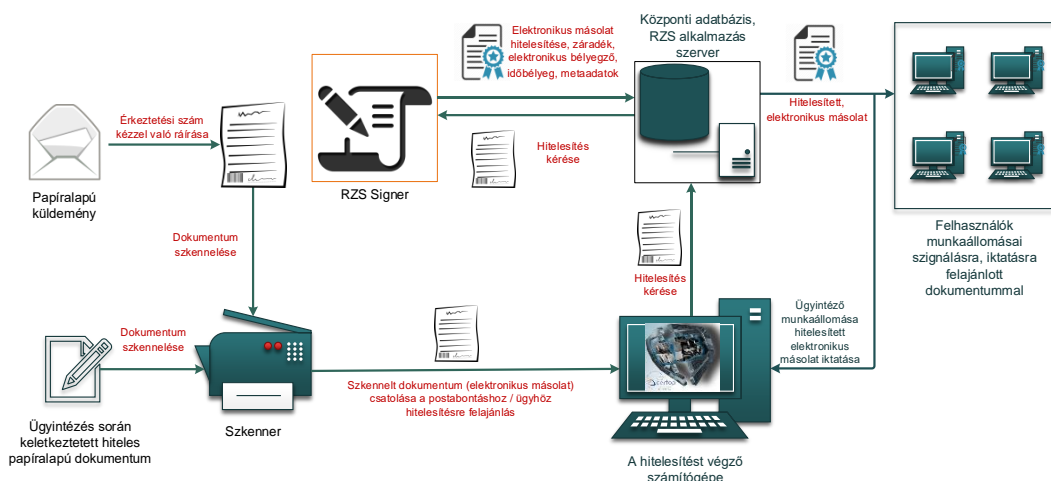 Központi adatbázis,
RZS alkalmazás
szerver
Elektronikus másolat
hitelesítése, záradék,
elektronikus bélyegző,
időbélyeg, metaadatok
Érkeztetési szám
kézzel való ráírása
Hitelesített,
elektronikus másolat
Hitelesítés
kérése
Papíralapú
küldemény
RZS Signer
Felhasználók
munkaállomásai
szignálásra, iktatásra
felajánlott
dokumentummal
Dokumentum
szkennelése
Hitelesítés
kérése
Ügyintéző
munkaállomása
hitelesített
elektronikus
másolat iktatása
Dokumentum
szkennelése
Szkennelt dokumentum (elektronikus másolat)
csatolása a postabontáshoz / ügyhöz
hitelesítésre felajánlás
Ügyintézés során
keletkeztetett hiteles
papíralapú dokumentum
Szkenner
A hitelesítést végző
számítógépe